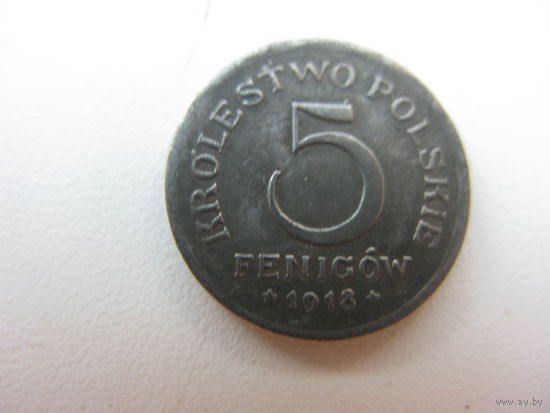 KRÓLESTWO POLSKIE
5
FENIGÓW
* 1918 *
www.ay.by